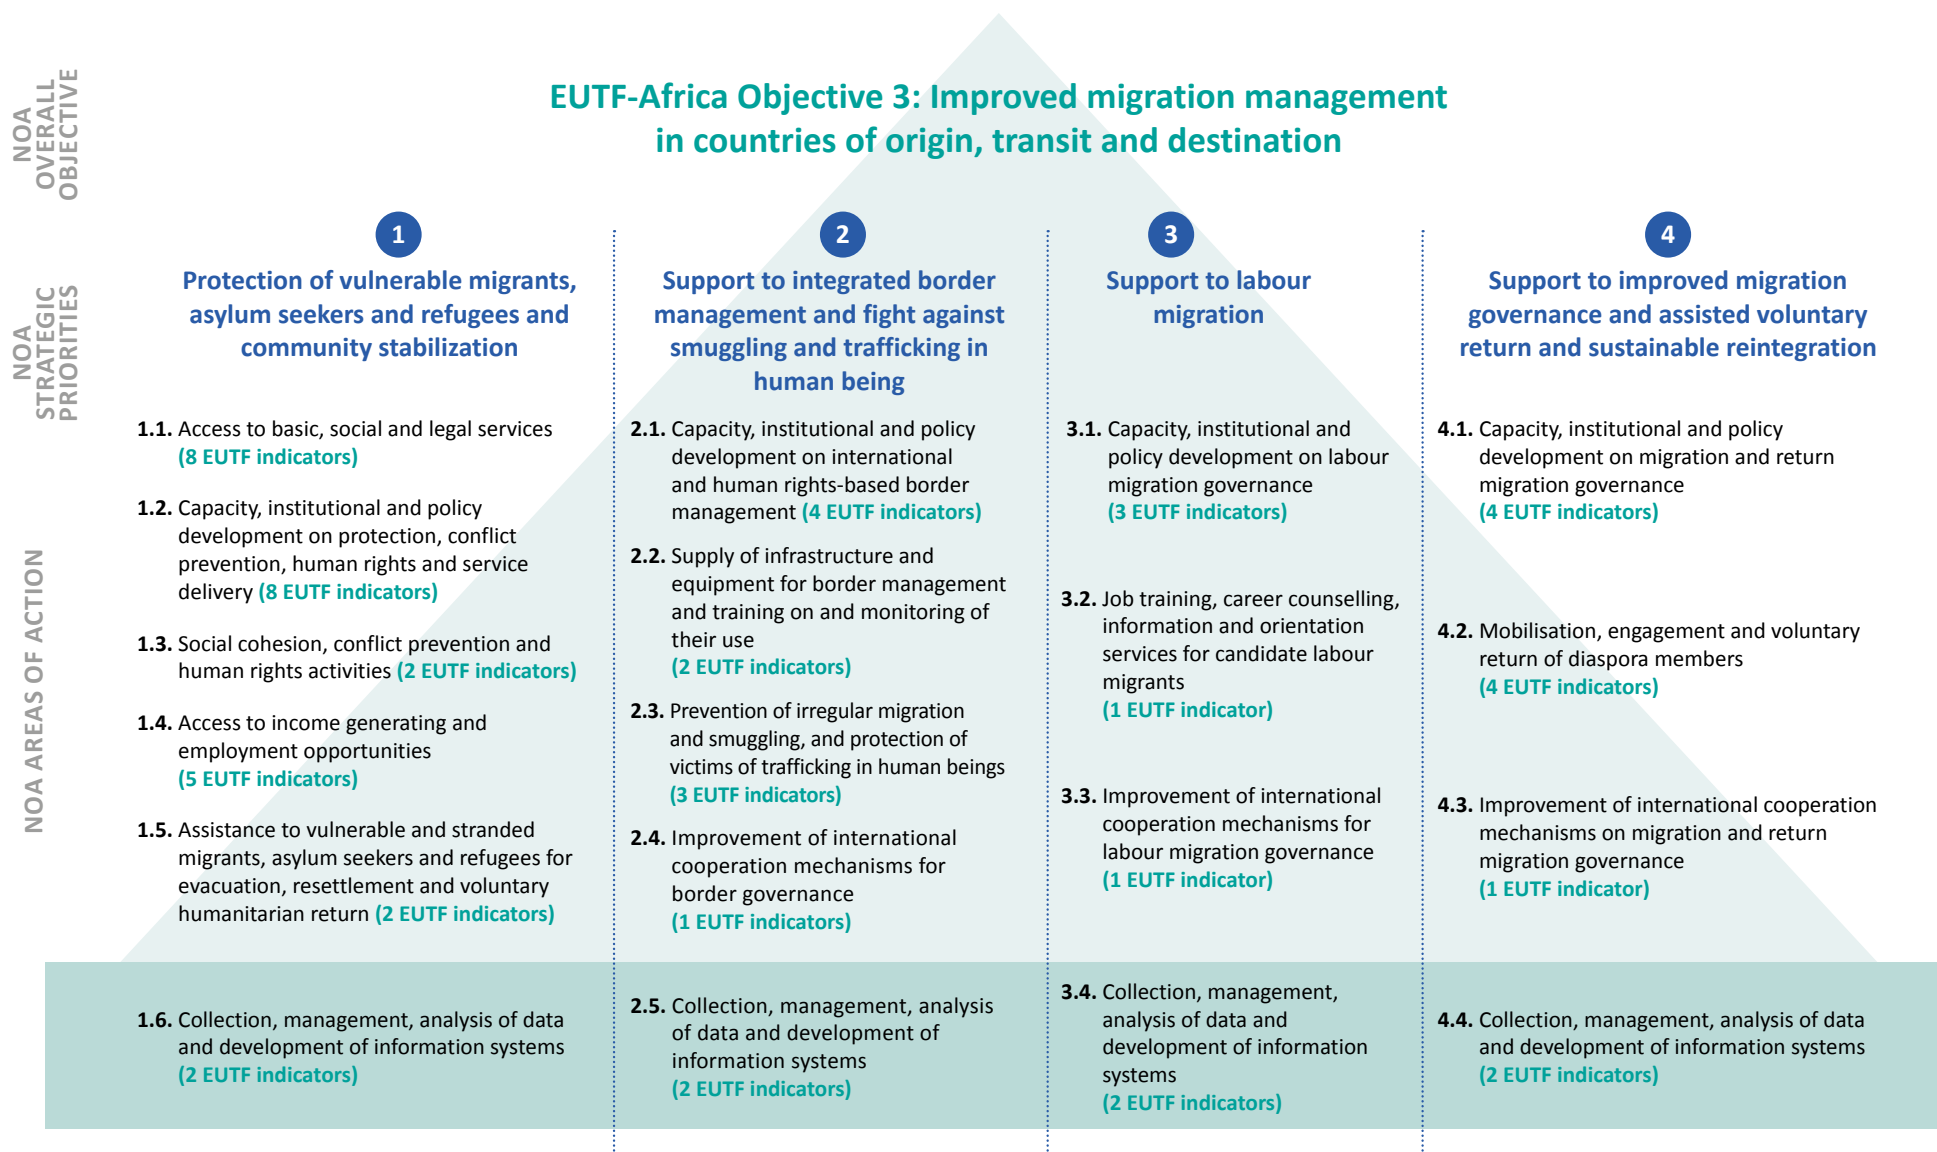 NOA
OVERALL
OBJECTIVE
EUTF-Africa Objective 3: Improved migration management
in countries of origin, transit and destination
NOA
STRATEGIC
PRIORITIES
1
Protection of vulnerable migrants,
asylum seekers and refugees and
community stabilization
2
Support to integrated border
management and fight against
smuggling and trafficking in
human being
3
Support to labour
migration
4
Support to improved migration
governance and assisted voluntary
return and sustainable reintegration
NOA AREAS OF ACTION
1.1. Access to basic, social and legal services
(8 EUTF indicators)
1.2. Capacity, institutional and policy
development on protection, conflict
prevention, human rights and service
delivery (8 EUTF indicators)
1.3. Social cohesion, conflict prevention and
human rights activities (2 EUTF indicators)
1.4. Access to income generating and
employment opportunities
(5 EUTF indicators)
1.5. Assistance to vulnerable and stranded
migrants, asylum seekers and refugees for
evacuation, resettlement and voluntary
humanitarian return (2 EUTF indicators)
1.6. Collection, management, analysis of data
and development of information systems
(2 EUTF indicators)
2.1. Capacity, institutional and policy
development on international
and human rights-based border
management (4 EUTF indicators)
2.2. Supply of infrastructure and
equipment for border management
and training on and monitoring of
their use
(2 EUTF indicators)
2.3. Prevention of irregular migration
and smuggling, and protection of
victims of trafficking in human beings
(3 EUTF indicators)
2.4. Improvement of international
cooperation mechanisms for
border governance
(1 EUTF indicators)
2.5. Collection, management, analysis
of data and development of
information systems
(2 EUTF indicators)
3.1. Capacity, institutional and
policy development on labour
migration governance
(3 EUTF indicators)
3.2. Job training, career counselling,
information and orientation
services for candidate labour
migrants
(1 EUTF indicator)
3.3. Improvement of international
cooperation mechanisms for
labour migration governance
(1 EUTF indicator)
3.4. Collection, management,
analysis of data and
development of information
systems
(2 EUTF indicators)
4.1. Capacity, institutional and policy
development on migration and return
migration governance
(4 EUTF indicators)
4.2. Mobilisation, engagement and voluntary
return of diaspora members
(4 EUTF indicators)
4.3. Improvement of international cooperation
mechanisms on migration and return
migration governance
(1 EUTF indicator)
4.4. Collection, management, analysis of data
and development of information systems
(2 EUTF indicators)